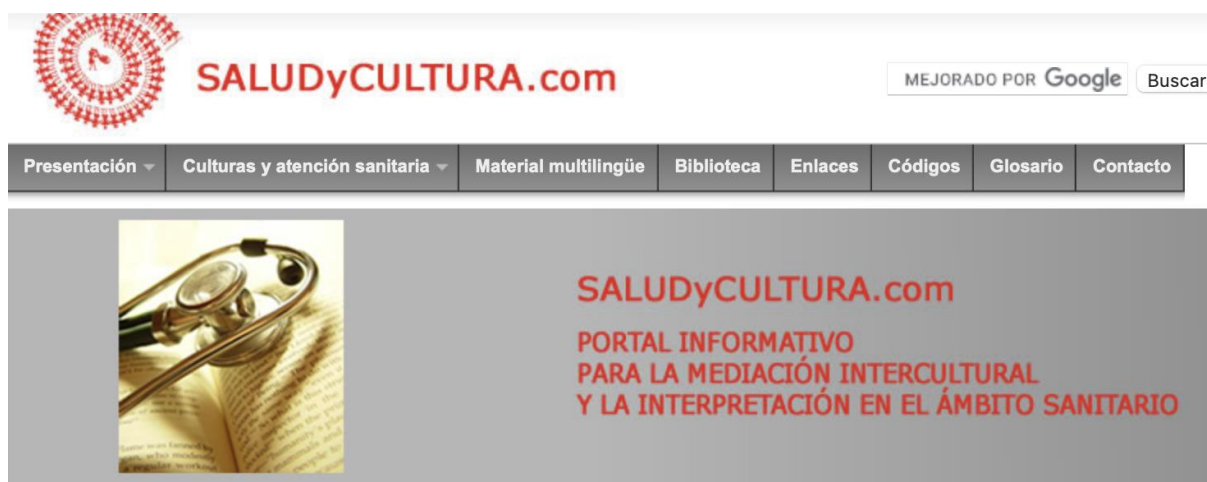 SALUDyCULTURA.com
MEJORADO POR Google
Buscar
Presentación
Culturas y atención sanitaria
Material multilingüe
Biblioteca
Enlaces
Códigos
Glosario
Contacto
SALUDyCULTURA.com
PORTAL INFORMATIVO
PARA LA MEDIACIÓN INTERCULTURAL
Y LA INTERPRETACIÓN EN EL ÁMBITO SANITARIO